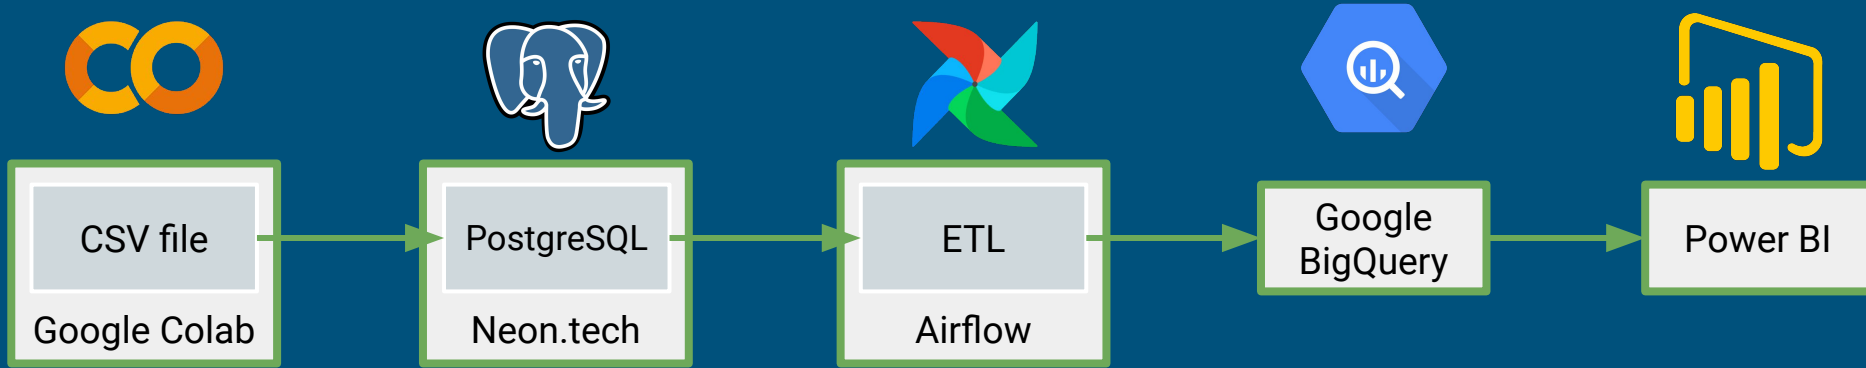 CSV file
Google Colab
PostgreSQL
Neon.tech
ETL
Airflow
Google
BigQuery
Power BI